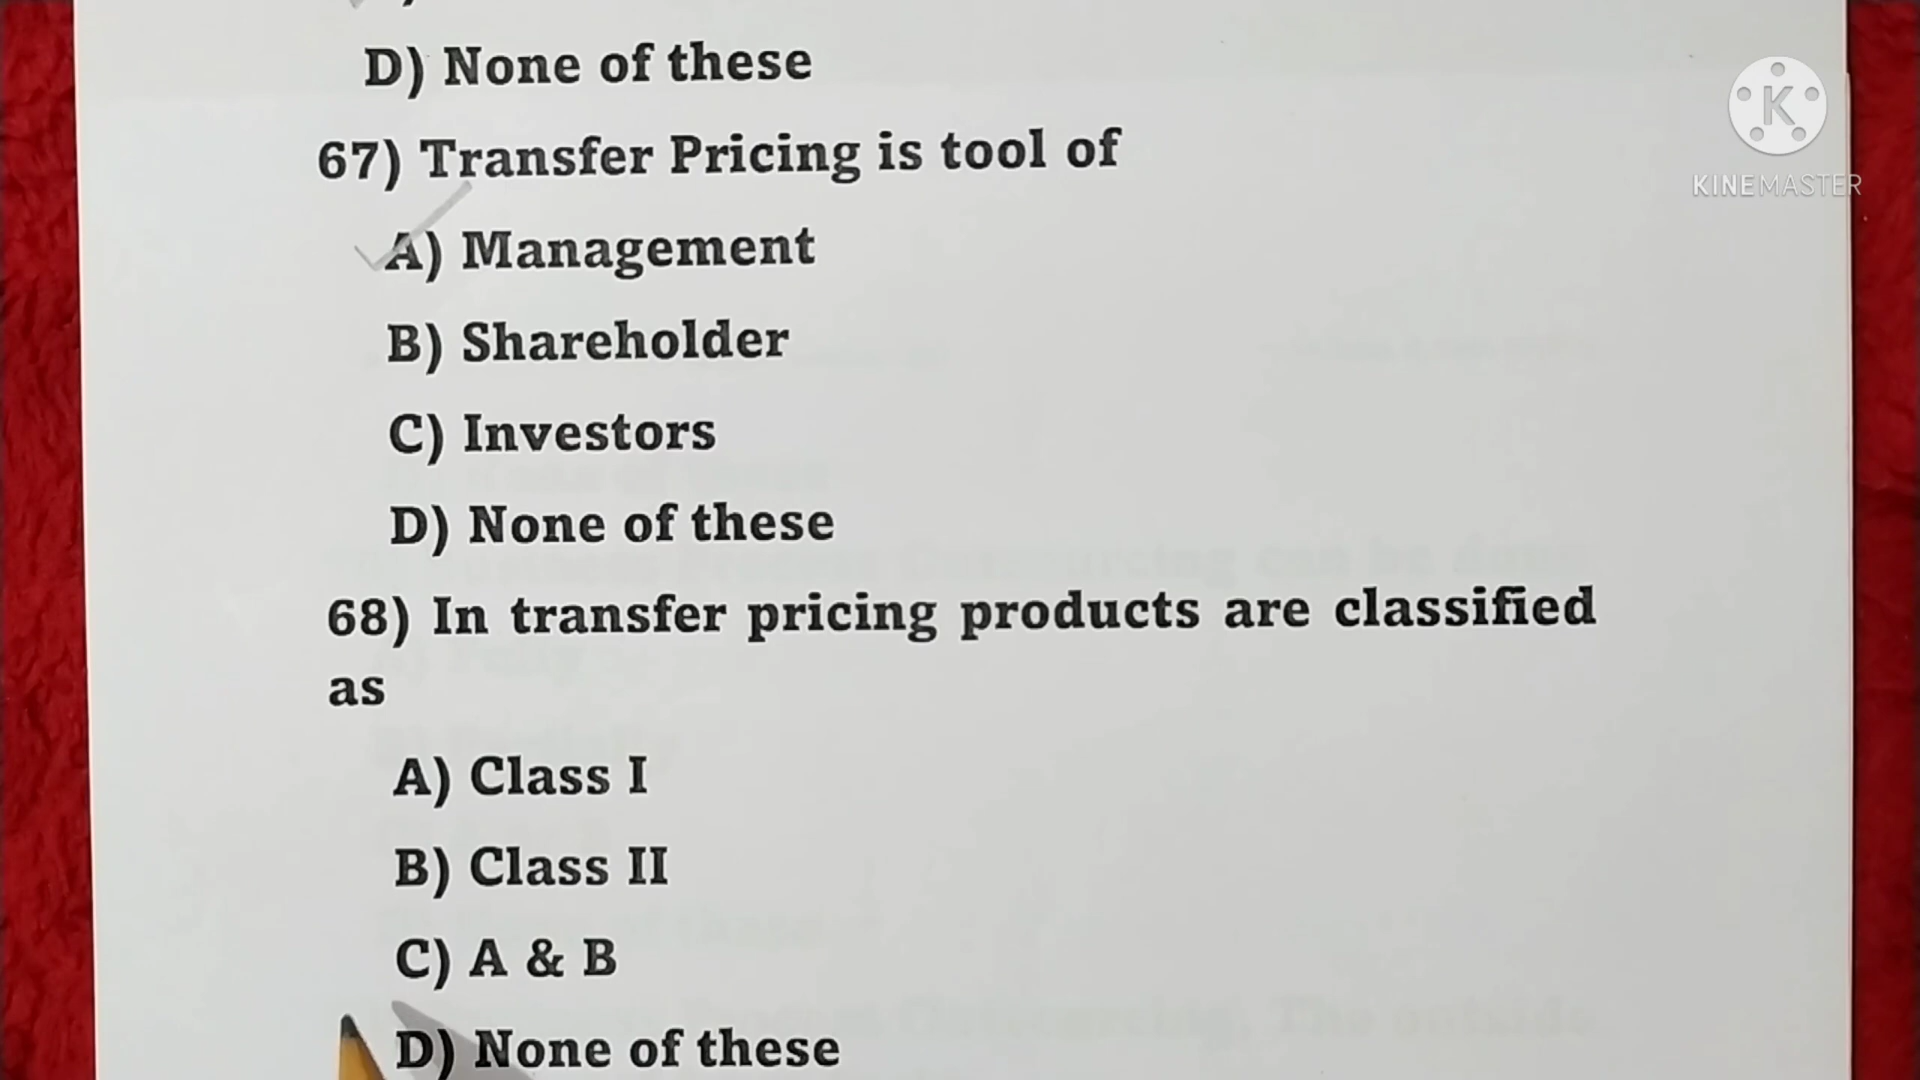 D) None of these
67) Transfer Pricing is tool of
A) Management
B) Shareholder
C) Investors
D) None of these
68) In transfer pricing products are classified
as
A) Class I
B) Class II
C) A & B
D) None of these
K
KINEMASTER